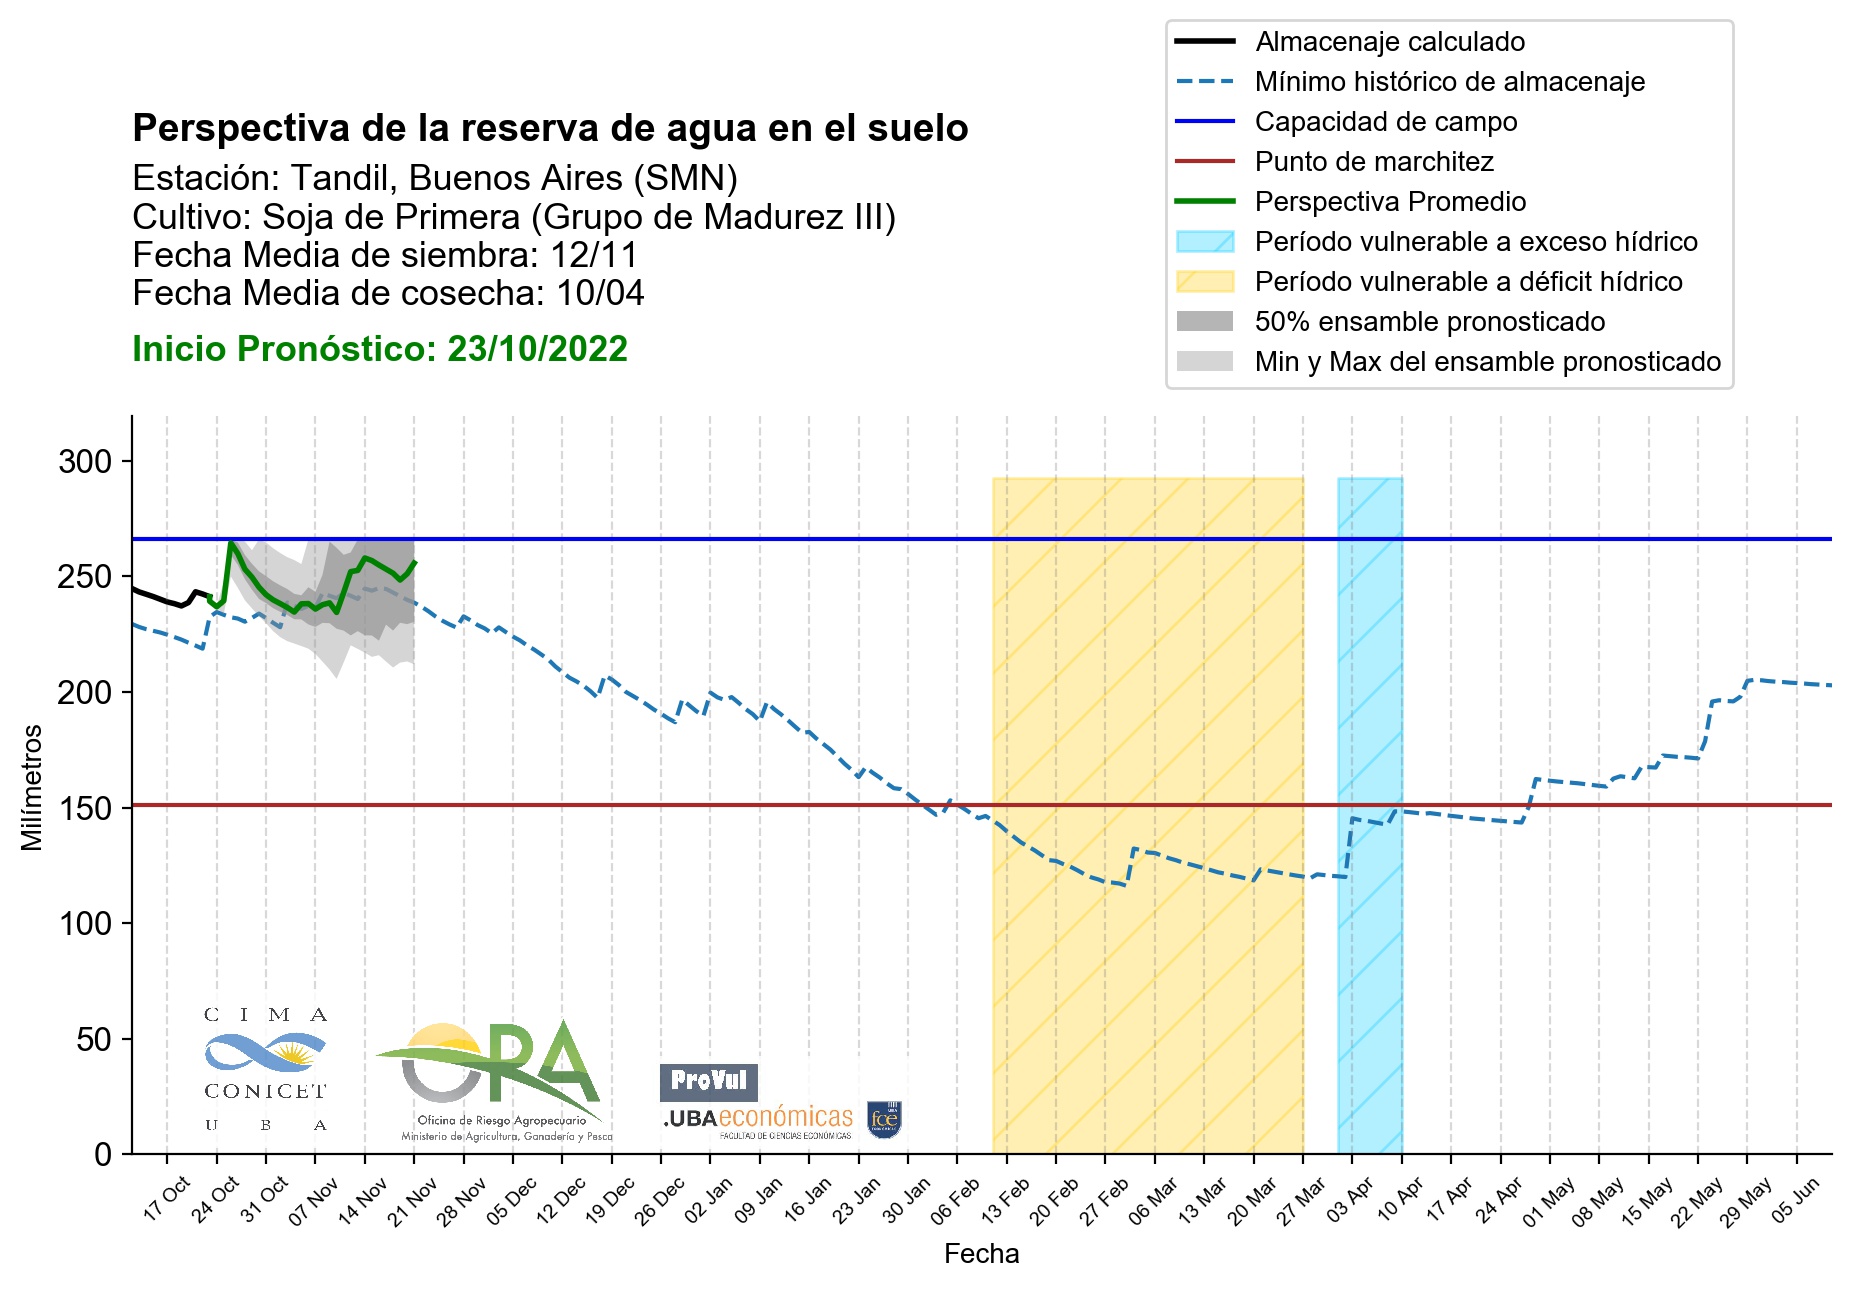 Almacenaje calculado
Mínimo histórico de almacenaje
Capacidad de campo
Punto de marchitez
Perspectiva Promedio
Período vulnerable a exceso hídrico
Período vulnerable a déficit hídrico
50% ensamble pronosticado
Min y Max del ensamble pronosticado
Perspectiva de la reserva de agua en el suelo
Estación: Tandil, Buenos Aires (SMN)
Cultivo: Soja de Primera (Grupo de Madurez III)
Fecha Media de siembra: 12/11
Fecha Media de cosecha: 10/04
Inicio Pronóstico: 23/10/2022
Milímetros
300
250
200
150
100
50
0
C I M A
CONICET
U B A
ORA
Oficina de Riesgo Agropecuario
Ministerio de Agricultura, Ganadería y Pesca
ProVul
.UBAeconómicas
FACULTAD DE CIENCIAS ECONÓMICAS
UBA
fce
ECONÓMICAS
17 Oct
24 Oct
31 Oct
07 Nov
14 Nov
21 Nov
28 Nov
05 Dec
12 Dec
19 Dec
26 Dec
02 Jan
09 Jan
16 Jan
23 Jan
30 Jan
06 Feb
13 Feb
20 Feb
27 Feb
06 Mar
13 Mar
20 Mar
27 Mar
03 Apr
10 Apr
17 Apr
24 Apr
01 May
08 May
15 May
22 May
29 May
05 Jun
Fecha